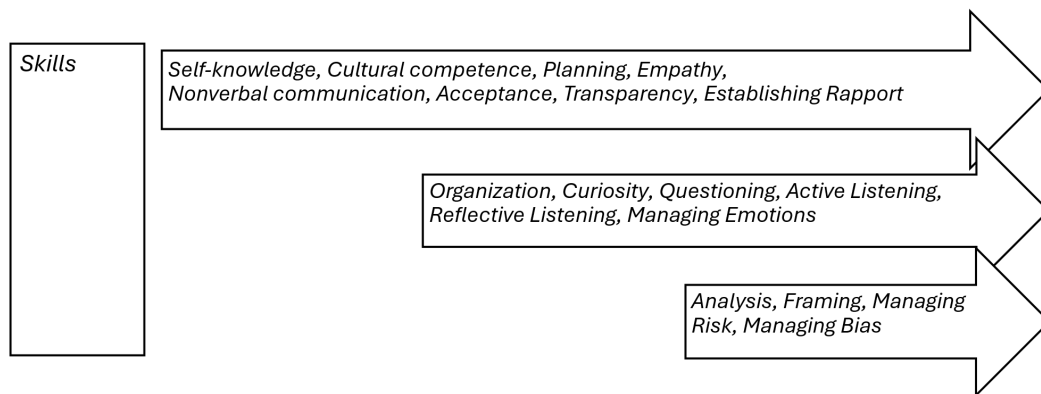 Skills
Self-knowledge, Cultural competence, Planning, Empathy,
Nonverbal communication, Acceptance, Transparency, Establishing Rapport
Organization, Curiosity, Questioning, Active Listening,
Reflective Listening, Managing Emotions
Analysis, Framing, Managing
Risk, Managing Bias